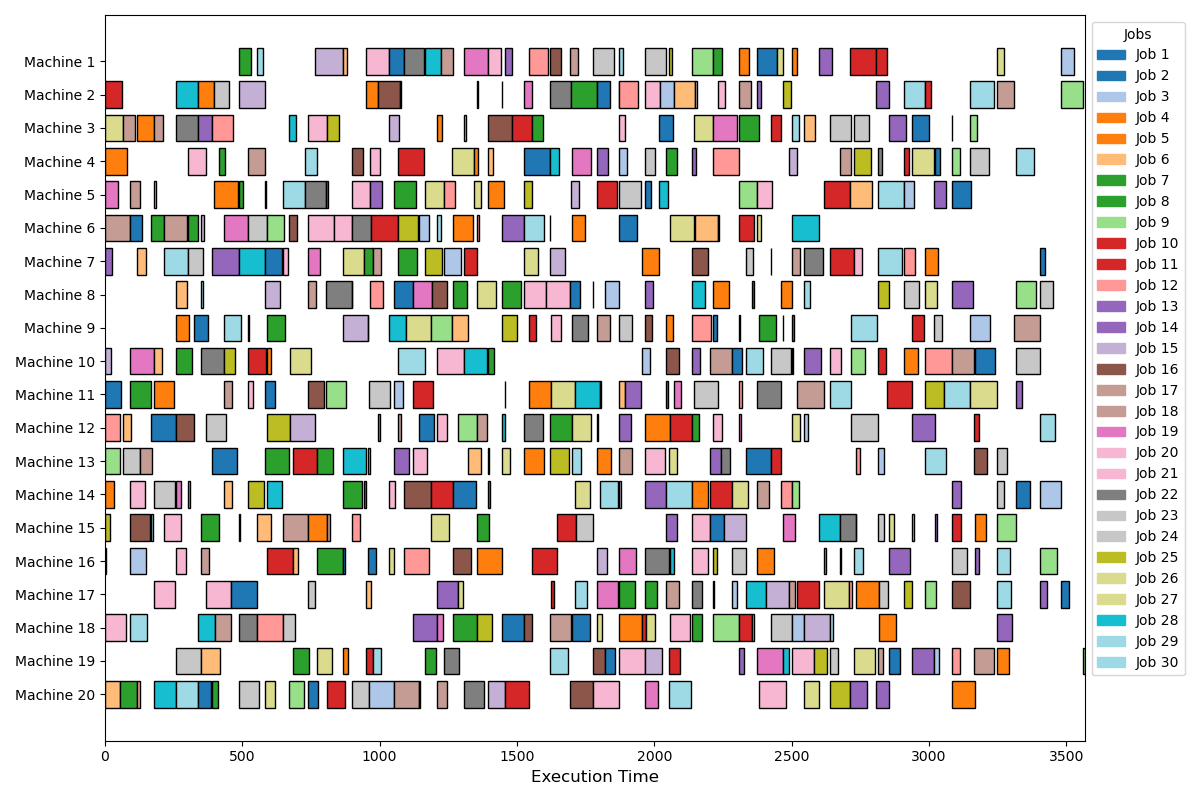 Machine 1
Machine 2
Machine 3
Machine 4
Machine 5
Machine 6
Machine 7
Machine 8
Machine 9
Machine 10
Machine 11
Machine 12
Machine 13
Machine 14
Machine 15
Machine 16
Machine 17
Machine 18
Machine 19
Machine 20
0 500 1000 1500 2000 2500 3000 3500
Execution Time
Jobs
Job 1
Job 2
Job 3
Job 4
Job 5
Job 6
Job 7
Job 8
Job 9
Job 10
Job 11
Job 12
Job 13
Job 14
Job 15
Job 16
Job 17
Job 18
Job 19
Job 20
Job 21
Job 22
Job 23
Job 24
Job 25
Job 26
Job 27
Job 28
Job 29
Job 30